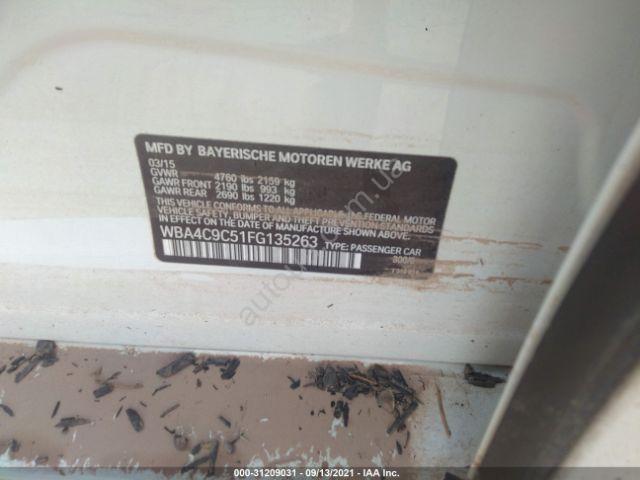 MFD BY BAYERISCHE MOTOREN WERKE AG
03/15
GVWR 4760 lbs 2159 kg
GAWR FRONT 2190 lbs 993 kg
GAWR REAR 2690 lbs 1220 kg
THIS VEHICLE CONFORMS TO ALL APPLICABLE U.S. FEDERAL MOTOR
VEHICLE SAFETY, BUMPER AND THEFT PREVENTION STANDARDS
IN EFFECT ON THE DATE OF MANUFACTURE SHOWN ABOVE.
WBA4C9C51FG135263 TYPE: PASSENGER CAR
300/
000-31209031 - 09/13/2021 - IAA Inc.